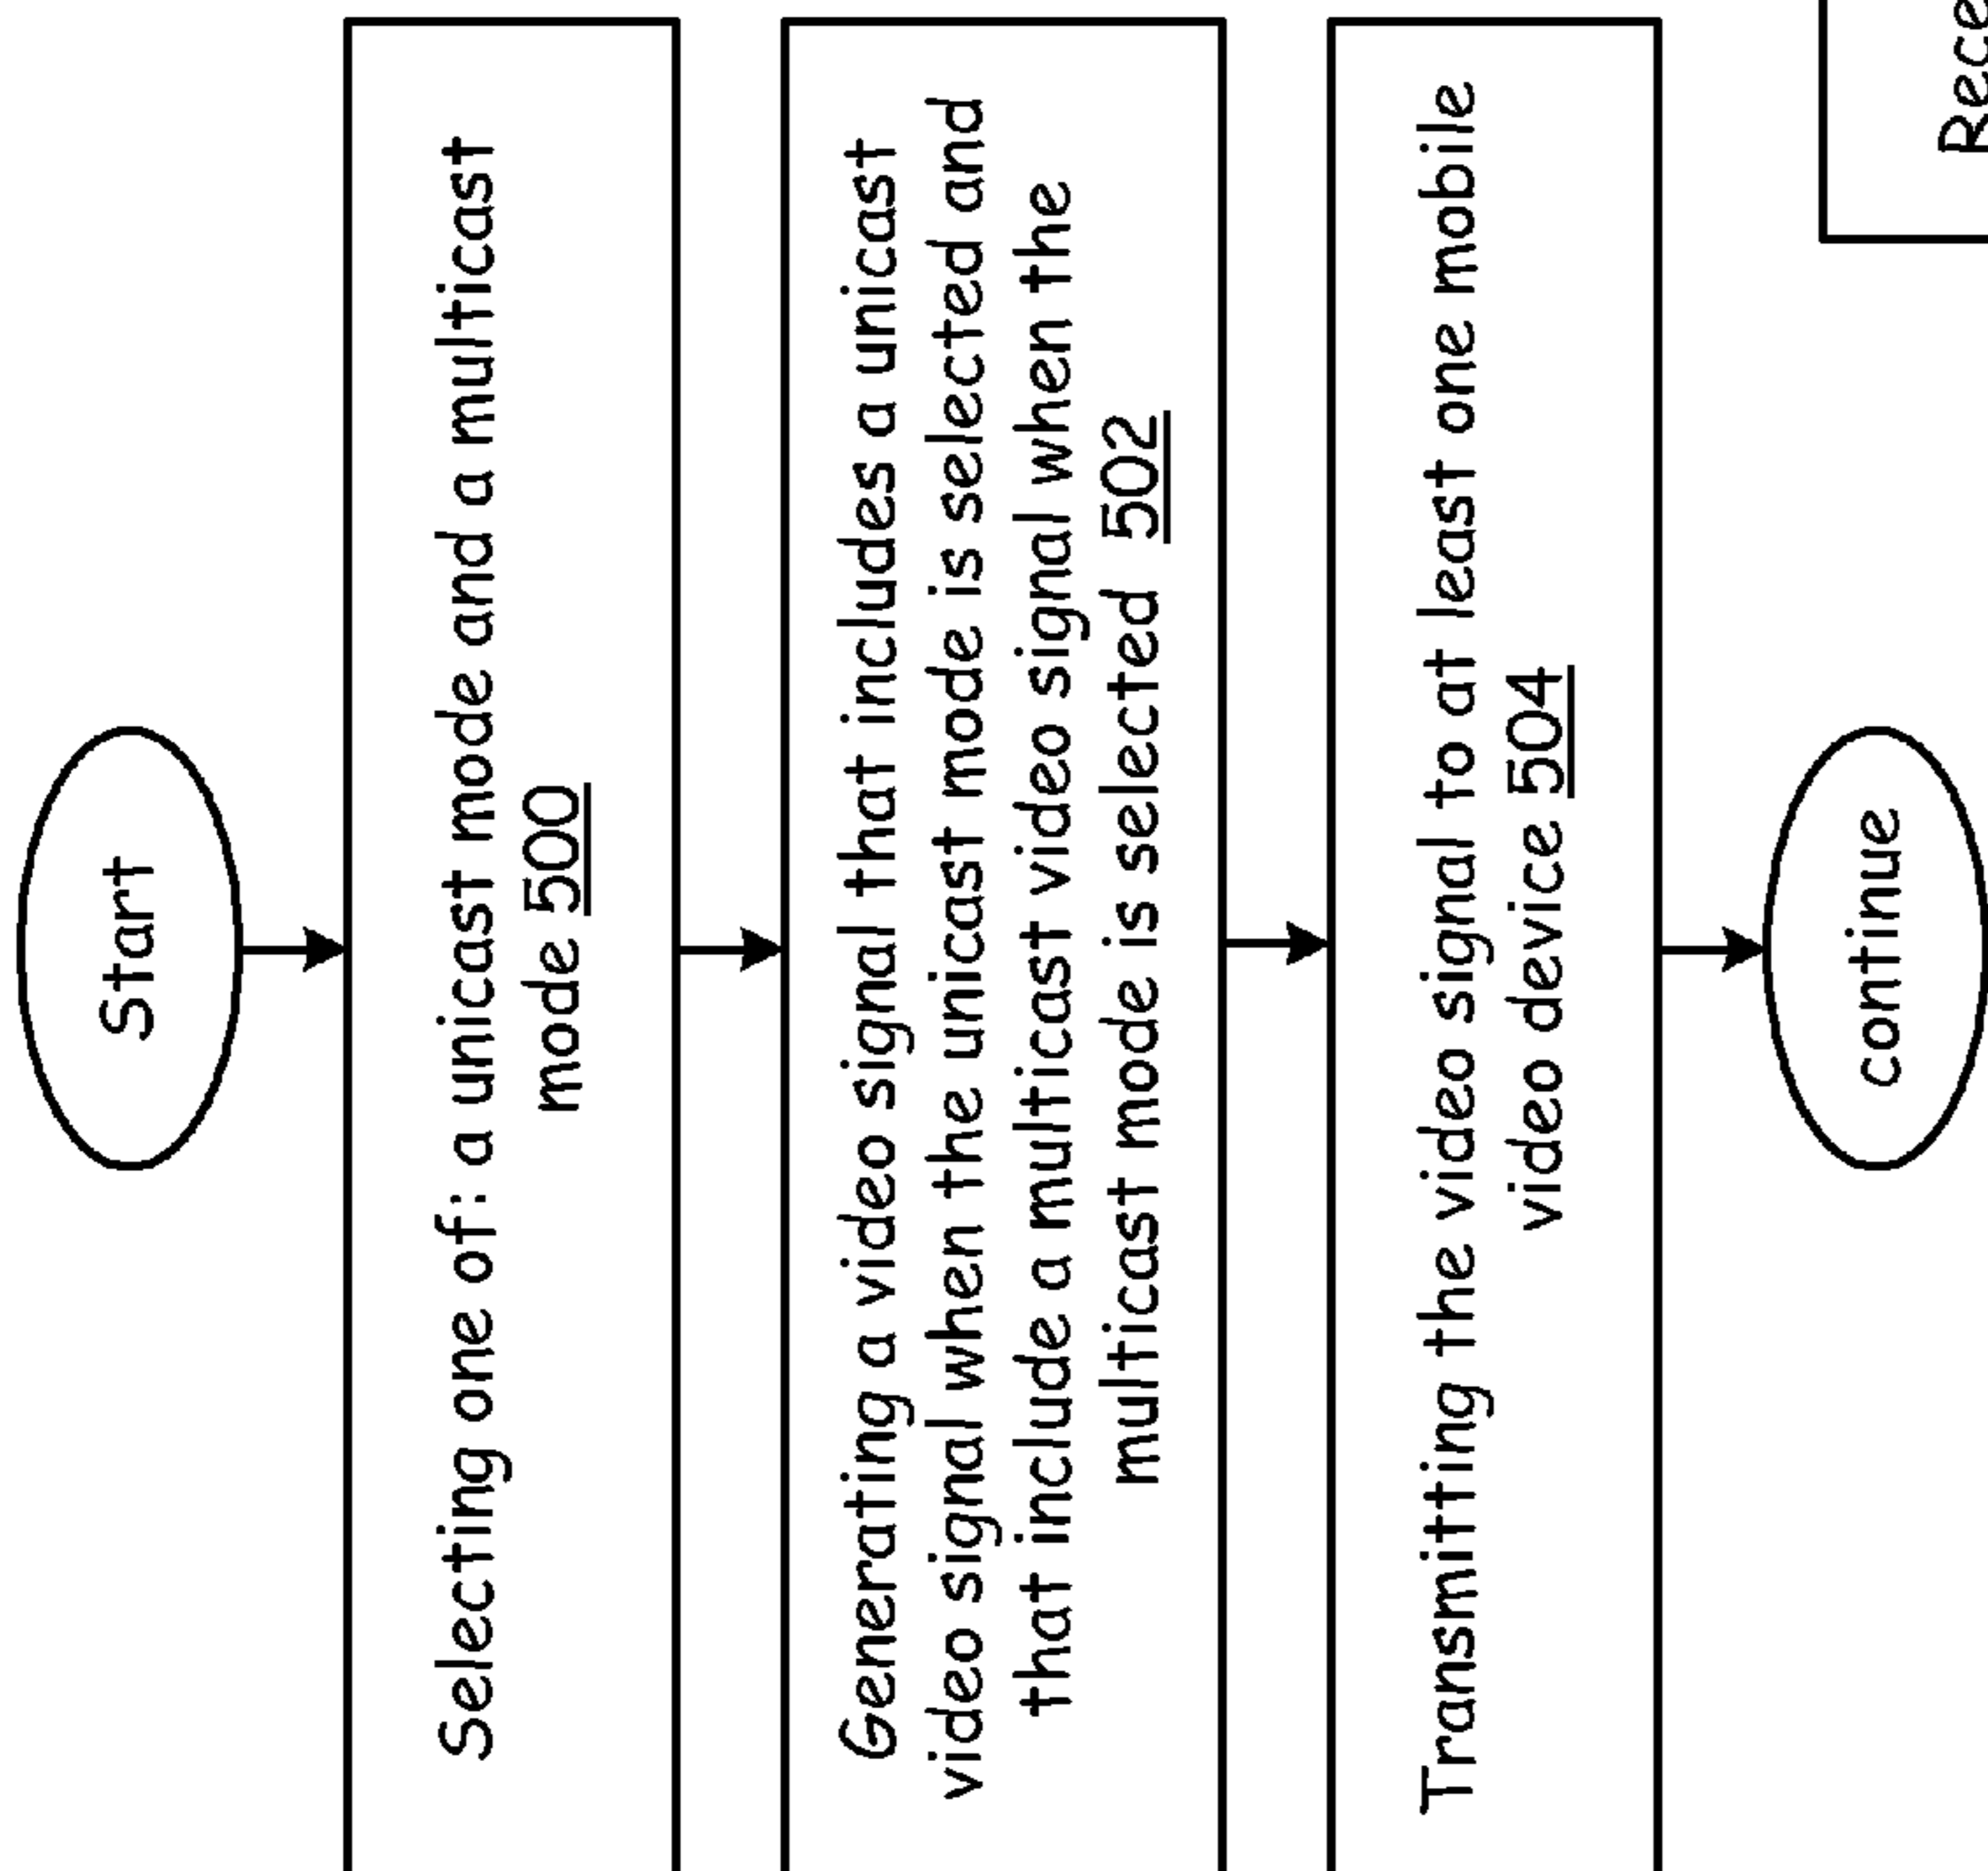 Start
Selecting one of: a unicast mode and a multicast
mode 500
Generating a video signal that includes a unicast
video signal when the unicast mode is selected and
that include a multicast video signal when the
multicast mode is selected 502
Transmitting the video signal to at least one mobile
video device 504
continue